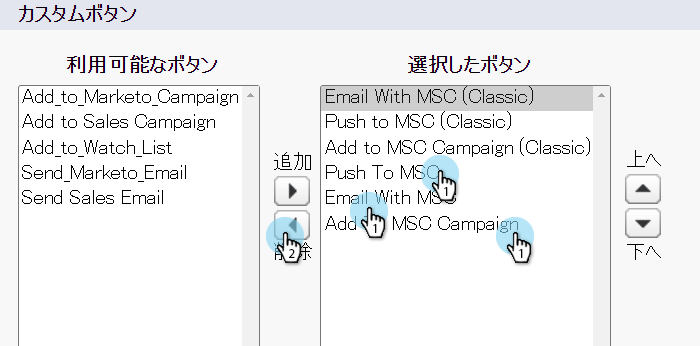 カスタムボタン
利用可能なボタン
Add_to_Marketo_Campaign
Add to Sales Campaign
Add_to_Watch_List
Send_Marketo_Email
Send Sales Email
追加
2
削除
選択したボタン
Email With MSC (Classic)
Push to MSC (Classic)
Add to MSC Campaign (Classic)
Push To MSC
1
Email With MSC
1
Add MSC Campaign
1
上へ
下へ